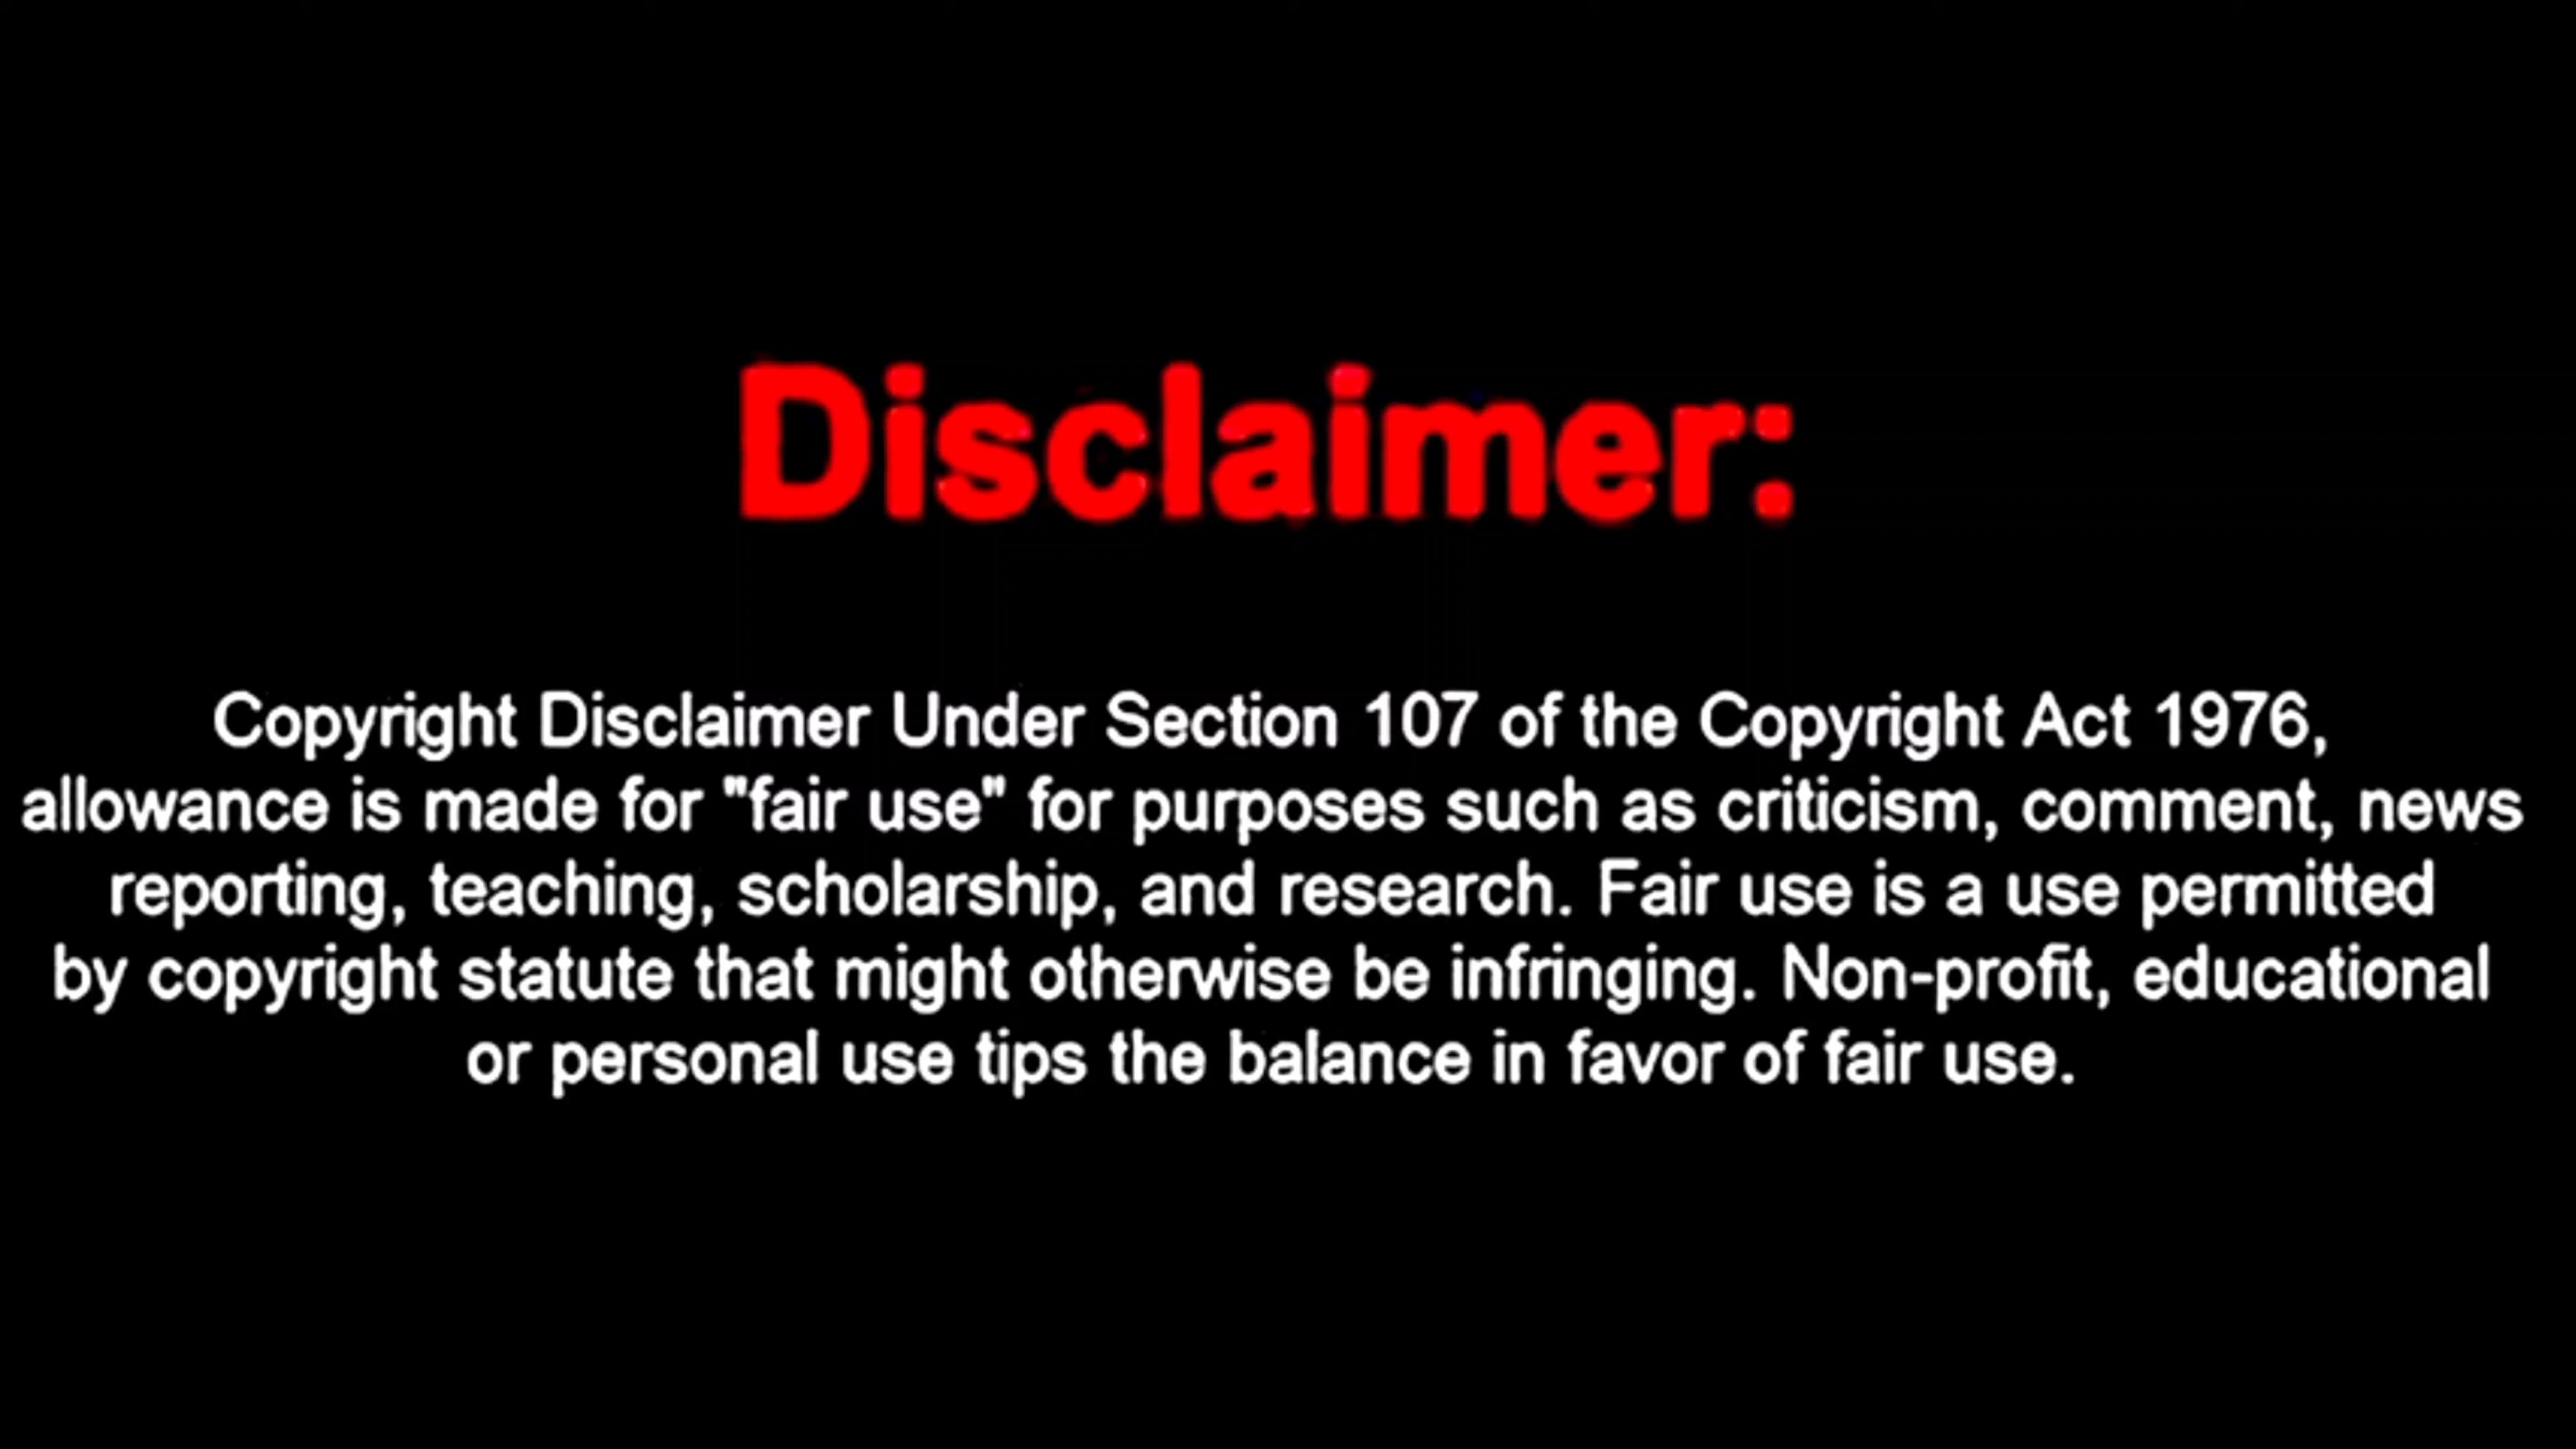 Disclaimer:
Copyright Disclaimer Under Section 107 of the Copyright Act 1976,
allowance is made for "fair use" for purposes such as criticism, comment, news
reporting, teaching, scholarship, and research. Fair use is a use permitted
by copyright statute that might otherwise be infringing. Non-profit, educational
or personal use tips the balance in favor of fair use.